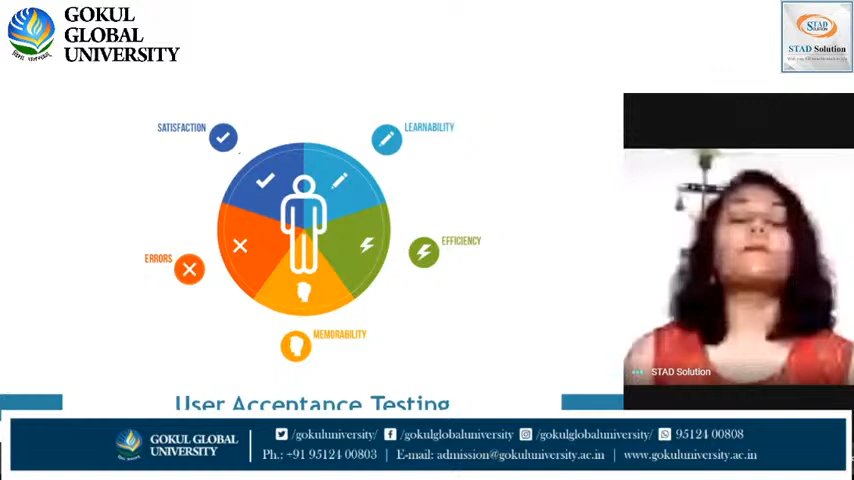 GOKUL
GLOBAL
UNIVERSITY
STAD
STAD Solution
SATISFACTION
LEARNABILITY
EFFICIENCY
ERRORS
MEMORABILITY
User Acceptance Testing
STAD Solution
GOKUL GLOBAL
UNIVERSITY
/gokuluniversity/ /gokulglobaluniversity /gokulglobaluniversity/ 95124 00808
Ph.: +91 95124 00803 E-mail: admission@gokuluniversity.ac.in www.gokuluniversity.ac.in